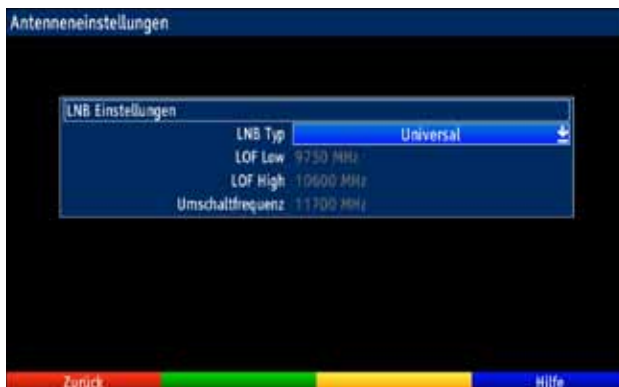 Antenneneinstellungen
LNB Einstellungen
LNB Typ Universal
LOF Low 9750 MHz
LOF High 10600 MHz
Umschaltfrequenz 11700 MHz
Zurück Hilfe